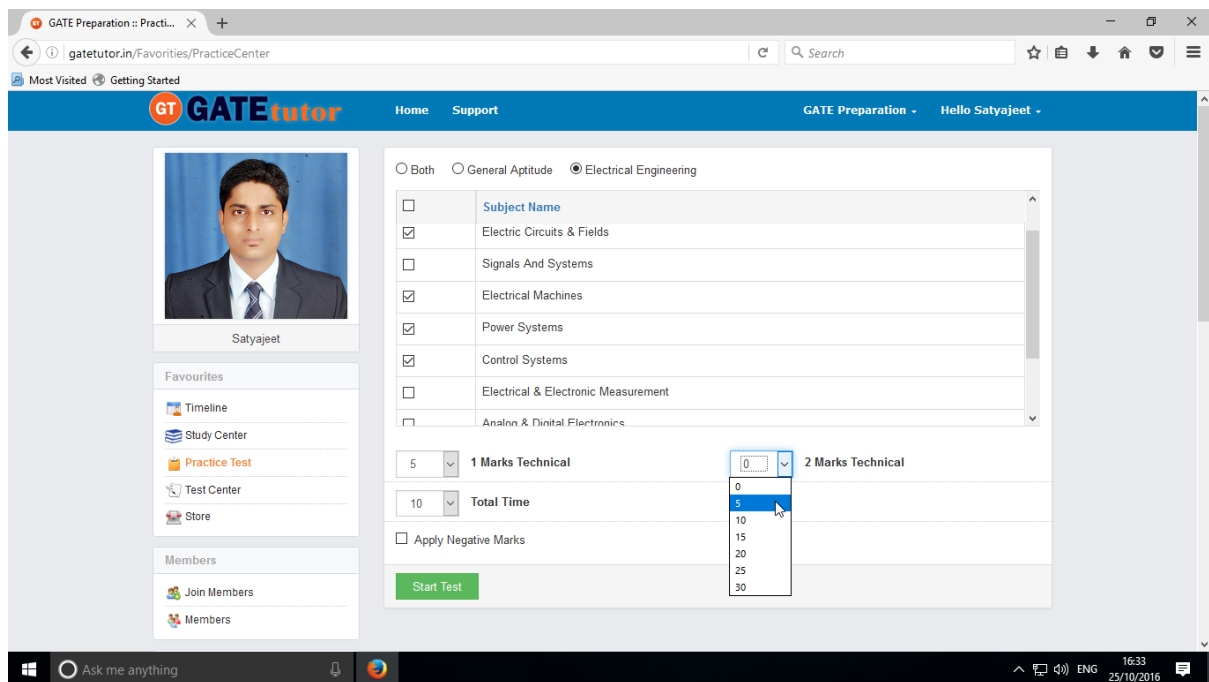 GATE Preparation :: Practi...
gatetutor.in/Favorities/PracticeCenter
Search
Most Visited Getting Started
GT GATEtutor Home Support GATE Preparation Hello Satyajeet
Both General Aptitude Electrical Engineering
Subject Name
Electric Circuits & Fields
Signals And Systems
Electrical Machines
Power Systems
Control Systems
Electrical & Electronic Measurement
Analog & Digital Electronics
Satyajeet
Favourites
Timeline
Study Center
Practice Test
Test Center
Store
Members
Join Members
Members
5 1 Marks Technical 0 2 Marks Technical
0
5
10
15
20
25
30
10 Total Time
Apply Negative Marks
Start Test
Ask me anything
ENG
16:33
25/10/2016